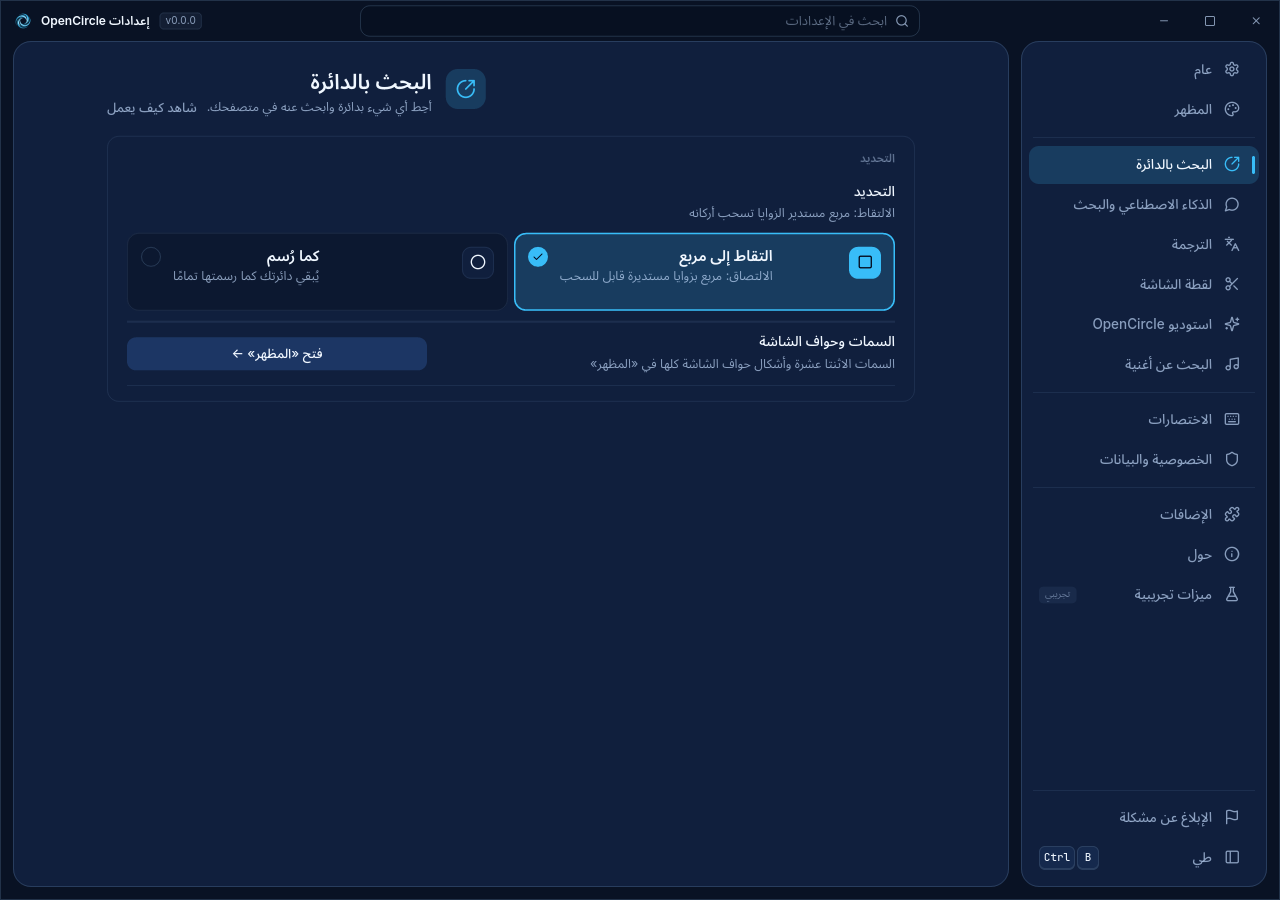 إعدادات OpenCircle
v0.0.0
ابحث في الإعدادات
عام
المظهر
البحث بالدائرة
الذكاء الاصطناعي والبحث
الترجمة
لقطة الشاشة
استوديو OpenCircle
البحث عن أغنية
الاختصارات
الخصوصية والبيانات
الإضافات
حول
ميزات تجريبية
تجريبي
الإبلاغ عن مشكلة
طي
Ctrl B
البحث بالدائرة
أحِط أي شيء بدائرة وابحث عنه في متصفحك. شاهد كيف يعمل
التحديد
التحديد
الالتقاط: مربع مستدير الزوايا تسحب أركانه
التقاط إلى مربع
الالتصاق: مربع بزوايا مستديرة قابل للسحب
كما رُسم
يُبقي دائرتك كما رسمتها تمامًا
السمات وحواف الشاشة
السمات الاثنتا عشرة وأشكال حواف الشاشة كلها في «المظهر»
فتح «المظهر» ←